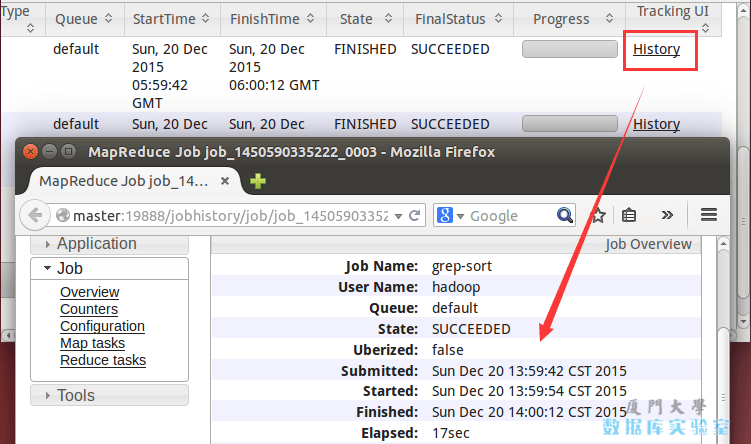 Type Queue StartTime FinishTime State FinalStatus Progress Tracking UI
default Sun, 20 Dec 2015 05:59:42 GMT Sun, 20 Dec 2015 06:00:12 GMT FINISHED SUCCEEDED History
default Sun, 20 Dec Sun, 20 Dec FINISHED SUCCEEDED History
MapReduce Job job_1450590335222_0003 - Mozilla Firefox
MapReduce Job job_14...
master:19888/jobhistory/job/job_14505903352
Google
Application
Job
Overview
Counters
Configuration
Map tasks
Reduce tasks
Tools
Job Overview
Job Name: grep-sort
User Name: hadoop
Queue: default
State: SUCCEEDED
Uberized: false
Submitted: Sun Dec 20 13:59:42 CST 2015
Started: Sun Dec 20 13:59:54 CST 2015
Finished: Sun Dec 20 14:00:12 CST 2015
Elapsed: 17sec
厦門大學
数据库实验室